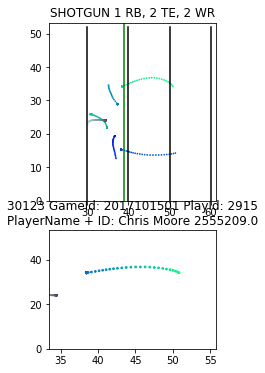 SHOTGUN 1 RB, 2 TE, 2 WR
50
40
30
20
10
0
30 40 50 60
30123 GameId: 2017101501 PlayId: 2915
PlayerName + ID: Chris Moore 2555209.0
40
20
0
35 40 45 50 55